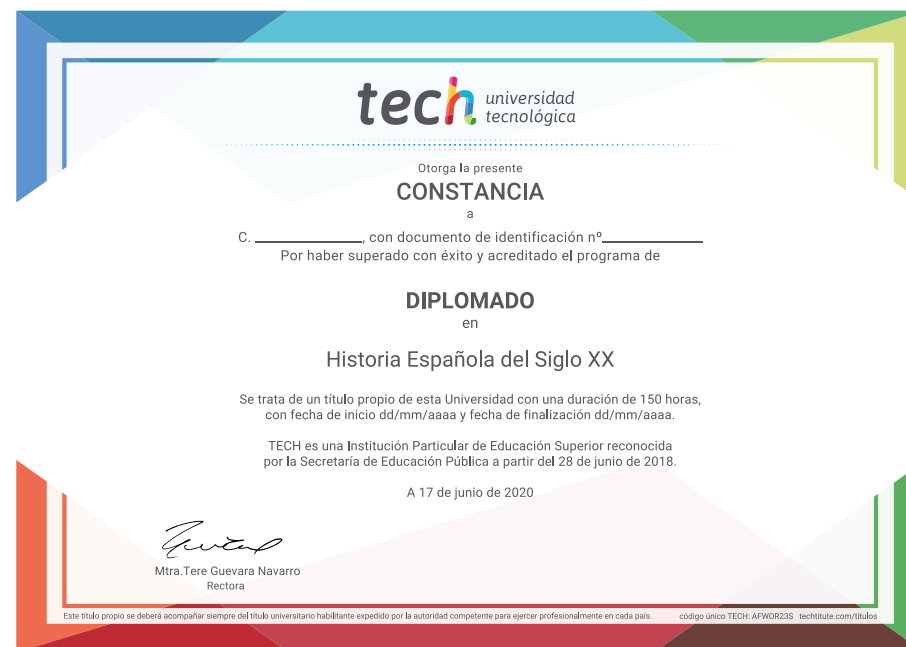 tech universidad
tecnológica
Otorga la presente
CONSTANCIA
a
C. ____________, con documento de identificación nº____________
Por haber superado con éxito y acreditado el programa de
DIPLOMADO
en
Historia Española del Siglo XX
Se trata de un título propio de esta Universidad con una duración de 150 horas,
con fecha de inicio dd/mm/aaaa y fecha de finalización dd/mm/aaaa.
TECH es una Institución Particular de Educación Superior reconocida
por la Secretaría de Educación Pública a partir del 28 de junio de 2018.
A 17 de junio de 2020
Mtra.Tere Guevara Navarro
Rectora
Este título propio se deberá acompañar siempre del título universitario habilitante expedido por la autoridad competente para ejercer profesionalmente en cada país. código único TECH: AFWOR23S techtitute.com/titulos